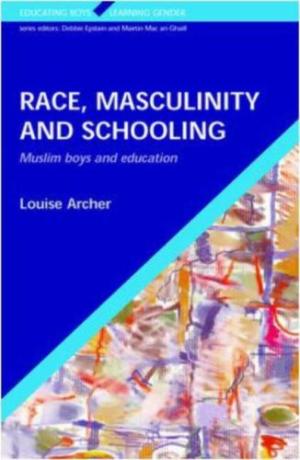 EDUCATING BOYS LEARNING GENDER
series editors: Debbie Epstein and Mairtin Mac an Ghaill
RACE, MASCULINITY
AND SCHOOLING
Muslim boys and education
Louise Archer